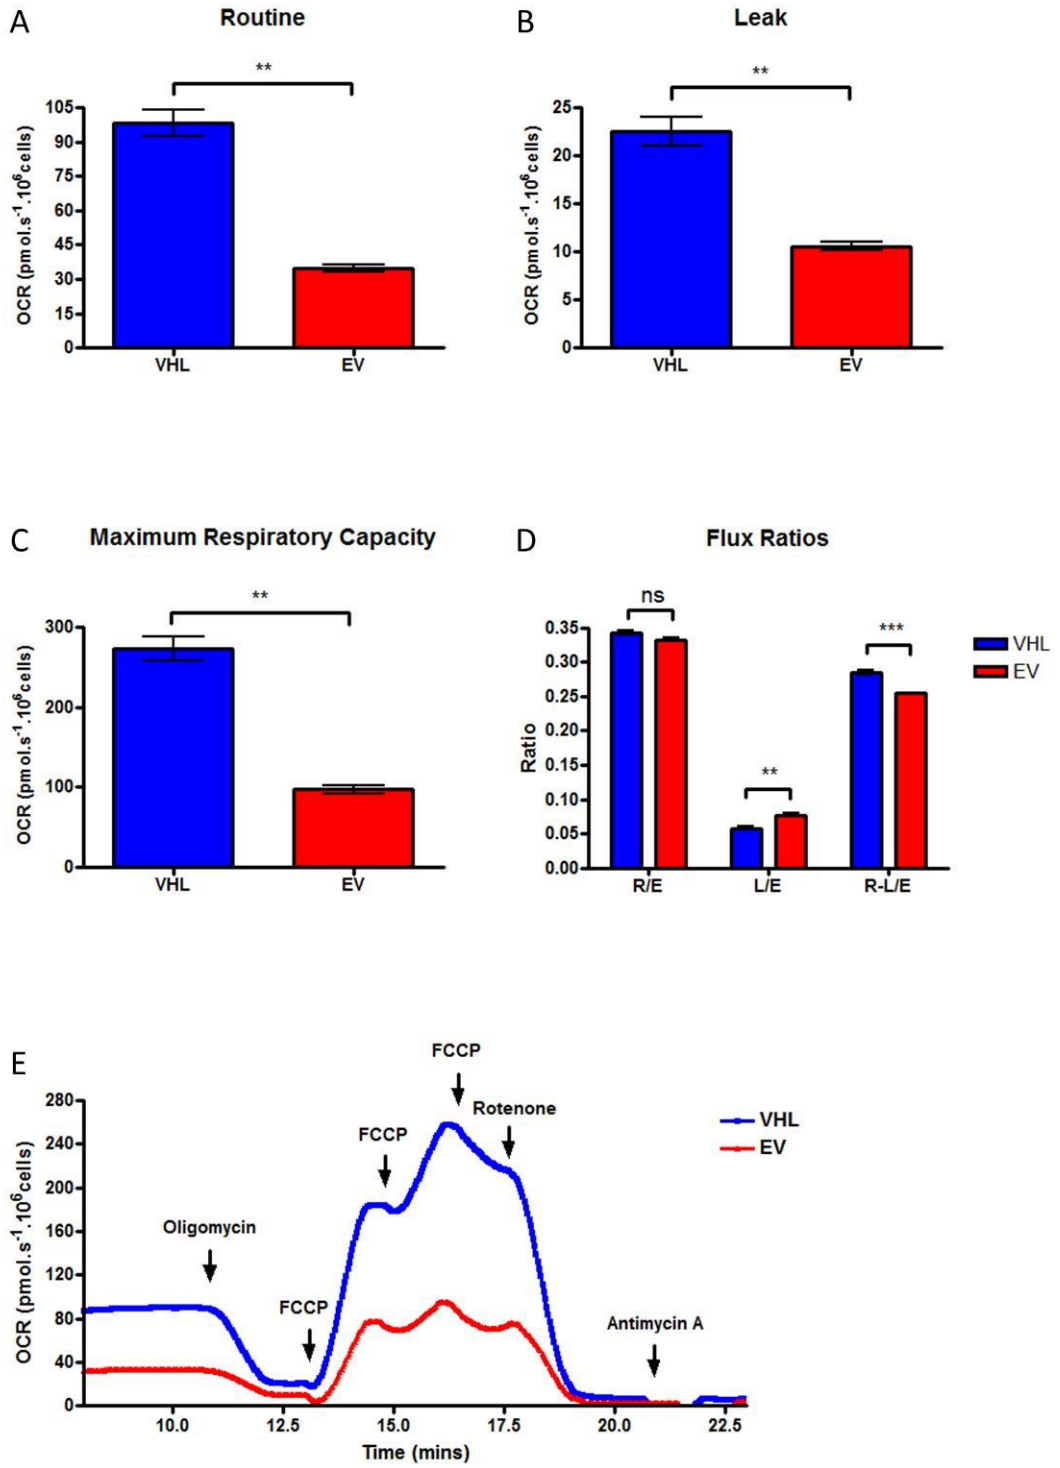 A
Routine
**
105
90
75
60
45
30
15
0
OCR (pmol.s⁻¹.10⁶cells)
VHL
EV
B
Leak
**
25
20
15
10
5
0
OCR (pmol.s⁻¹.10⁶cells)
VHL
EV
C
Maximum Respiratory Capacity
**
300
200
100
0
OCR (pmol.s⁻¹.10⁶cells)
VHL
EV
D
Flux Ratios
ns
**
***
0.35
0.30
0.25
0.20
0.15
0.10
0.05
0.00
Ratio
R/E
L/E
R-L/E
VHL
EV
E
FCCP
Rotenone
FCCP
Oligomycin
FCCP
Antimycin A
VHL
EV
280
240
200
160
120
80
40
0
OCR (pmol.s⁻¹.10⁶cells)
10.0
12.5
15.0
17.5
20.0
22.5
Time (mins)